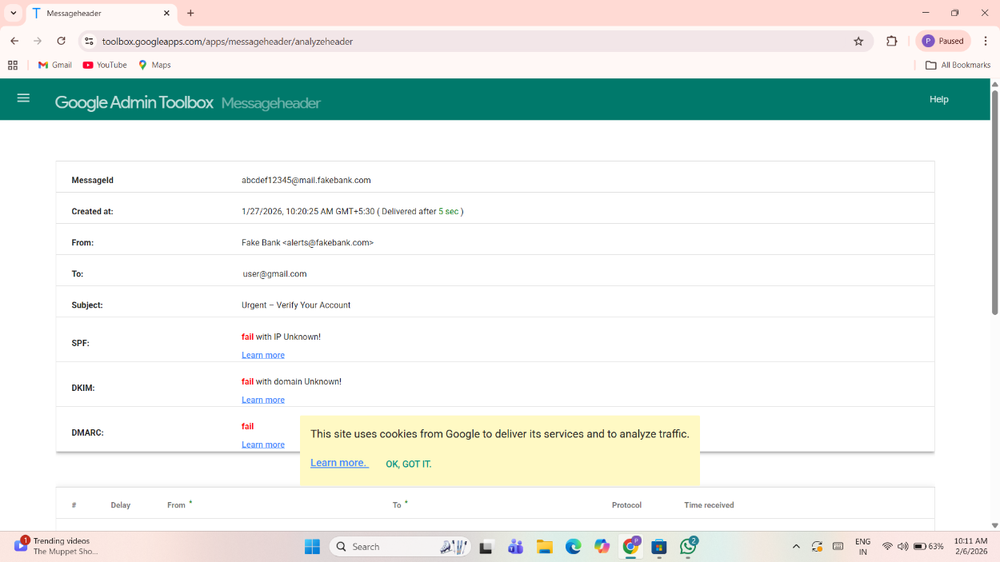 Messageheader
toolbox.googleapps.com/apps/messageheader/analyzeheader
P Paused
Gmail YouTube Maps All Bookmarks
Google Admin Toolbox Messageheader Help
MessageId abcdef12345@mail.fakebank.com
Created at: 1/27/2026, 10:20:25 AM GMT+5:30 ( Delivered after 5 sec )
From: Fake Bank <alerts@fakebank.com>
To: user@gmail.com
Subject: Urgent – Verify Your Account
SPF: fail with IP Unknown!
Learn more
DKIM: fail with domain Unknown!
Learn more
DMARC: fail
Learn more
This site uses cookies from Google to deliver its services and to analyze traffic.
Learn more. OK, GOT IT.
# Delay From * To * Protocol Time received
1 Trending videos
The Muppet Sho...
Search
P
2
ENG
IN
63%
10:11 AM
2/6/2026